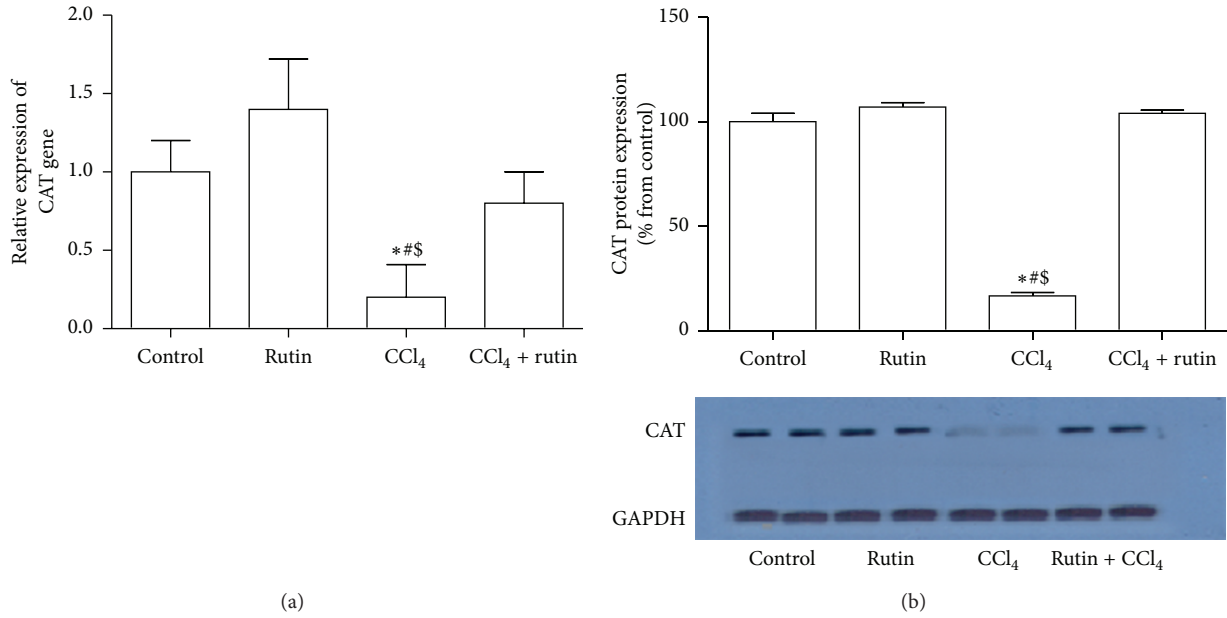 Relative expression of
CAT gene
2.0
1.5
1.0
0.5
0.0
*#$
Control Rutin CCl₄ CCl₄ + rutin
(a)
CAT protein expression
(% from control)
150
100
50
0
*#$
Control Rutin CCl₄ CCl₄ + rutin
CAT
GAPDH
Control Rutin CCl₄ Rutin + CCl₄
(b)